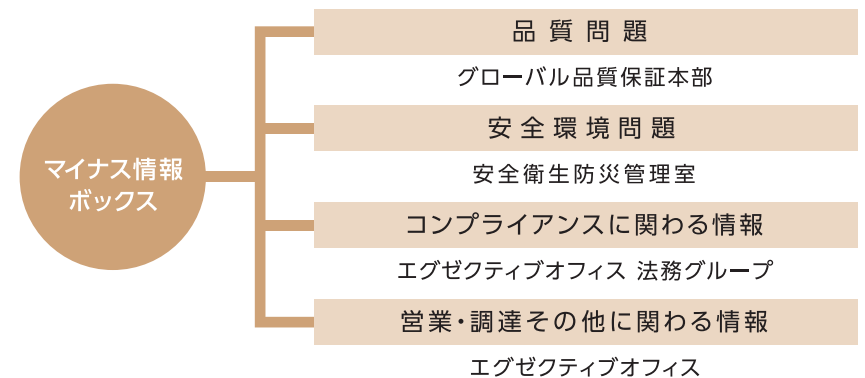 マイナス情報
ボックス
品質問題
グローバル品質保証本部
安全環境問題
安全衛生防災管理室
コンプライアンスに関わる情報
エグゼクティブオフィス 法務グループ
営業・調達その他に関わる情報
エグゼクティブオフィス